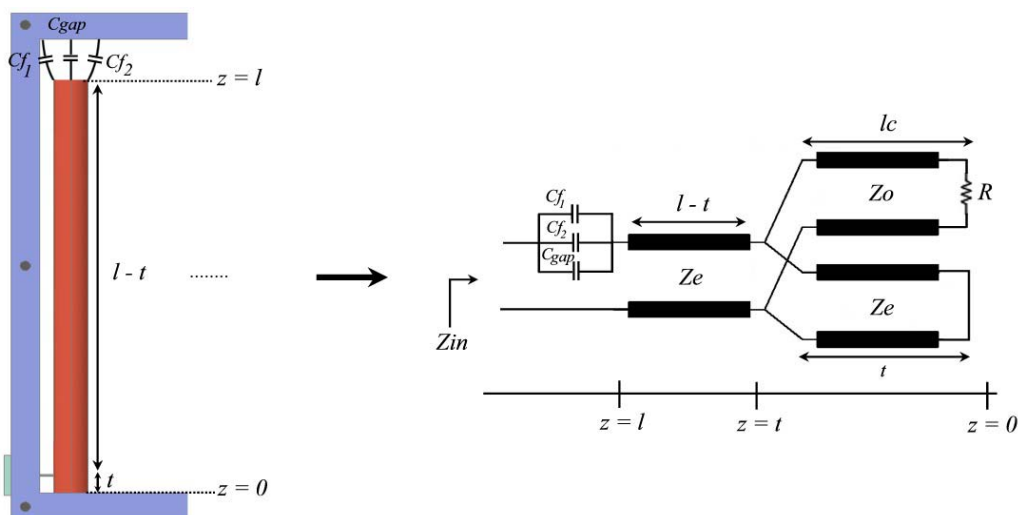 Cgap
Cf1
Cf2
z = l
l - t
........
t
z = 0
lc
Cf1
Cf2
Cgap
l - t
Zo
R
Ze
Ze
Zin
t
z = l
z = t
z = 0